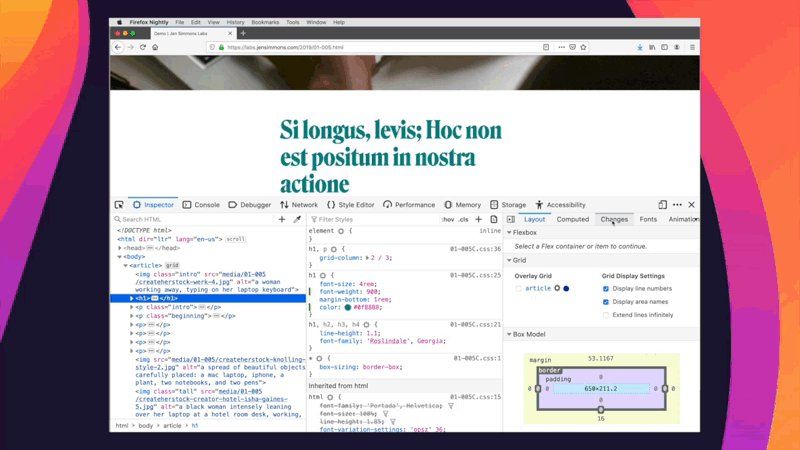 Firefox Nightly File Edit View History Bookmarks Tools Window Help
Demo | Jen Simmons Labs
https://labs.jensimmons.com/2019/01-005.html
Si longus, levis; Hoc non
est positum in nostra
actione
Inspector Console Debugger Network {} Style Editor Performance Memory Storage Accessibility
Search HTML
<!DOCTYPE html>
<html dir="ltr" lang="en-us"> scroll
<head> </head>
<body>
<article> grid
<img class="intro" src="media/01-005
/createherstock-werk-4.jpg" alt="a woman
working away, typing on her laptop keyboard">
<h1> </h1>
<p class="intro"> </p>
<p class="beginning"> </p>
<p> </p>
<p> </p>
<p> </p>
<p> </p>
<img src="media/01-005/createherstock-knolling-
style-2.jpg" alt="a spread of beautiful objects
carefully placed: a mac laptop, iphone, a
plant, two notebooks, and two pens">
<img class="tall" src="media/01-005
/createherstock-creator-hotel-isha-gaines-
5.jpg" alt="a black woman intensely leaving
over her laptop at a hotel room desk, working,
html > body > article > h1
Filter Styles :hov .cls +
element { inline
}
h1, p { 01-005.css:36
grid-column: 2 / 3;
}
h1 { 01-005.css:25
font-size: 4rem;
font-weight: 900;
margin-bottom: 1rem;
color: #0f8888;
}
h1, h2, h3, h4 { 01-005.css:21
line-height: 1.1;
font-family: 'Roslindale', Georgia;
}
* { 01-005.css:1
box-sizing: border-box;
}
Inherited from html
html { 01-005.css:15
font-family: 'Portada', Helvetica;
font-size: 100%;
line-height: 1.85;
font-variation-settings: "opsz" 36;
Layout Computed Changes Fonts Animation
Flexbox
Select a Flex container or item to continue.
Grid
Overlay Grid Grid Display Settings
article Display line numbers
Display area names
Extend lines infinitely
Box Model
margin 53.1167
border 0
padding 0
0 0 0 650×211.2 0 0 0
0
0
16